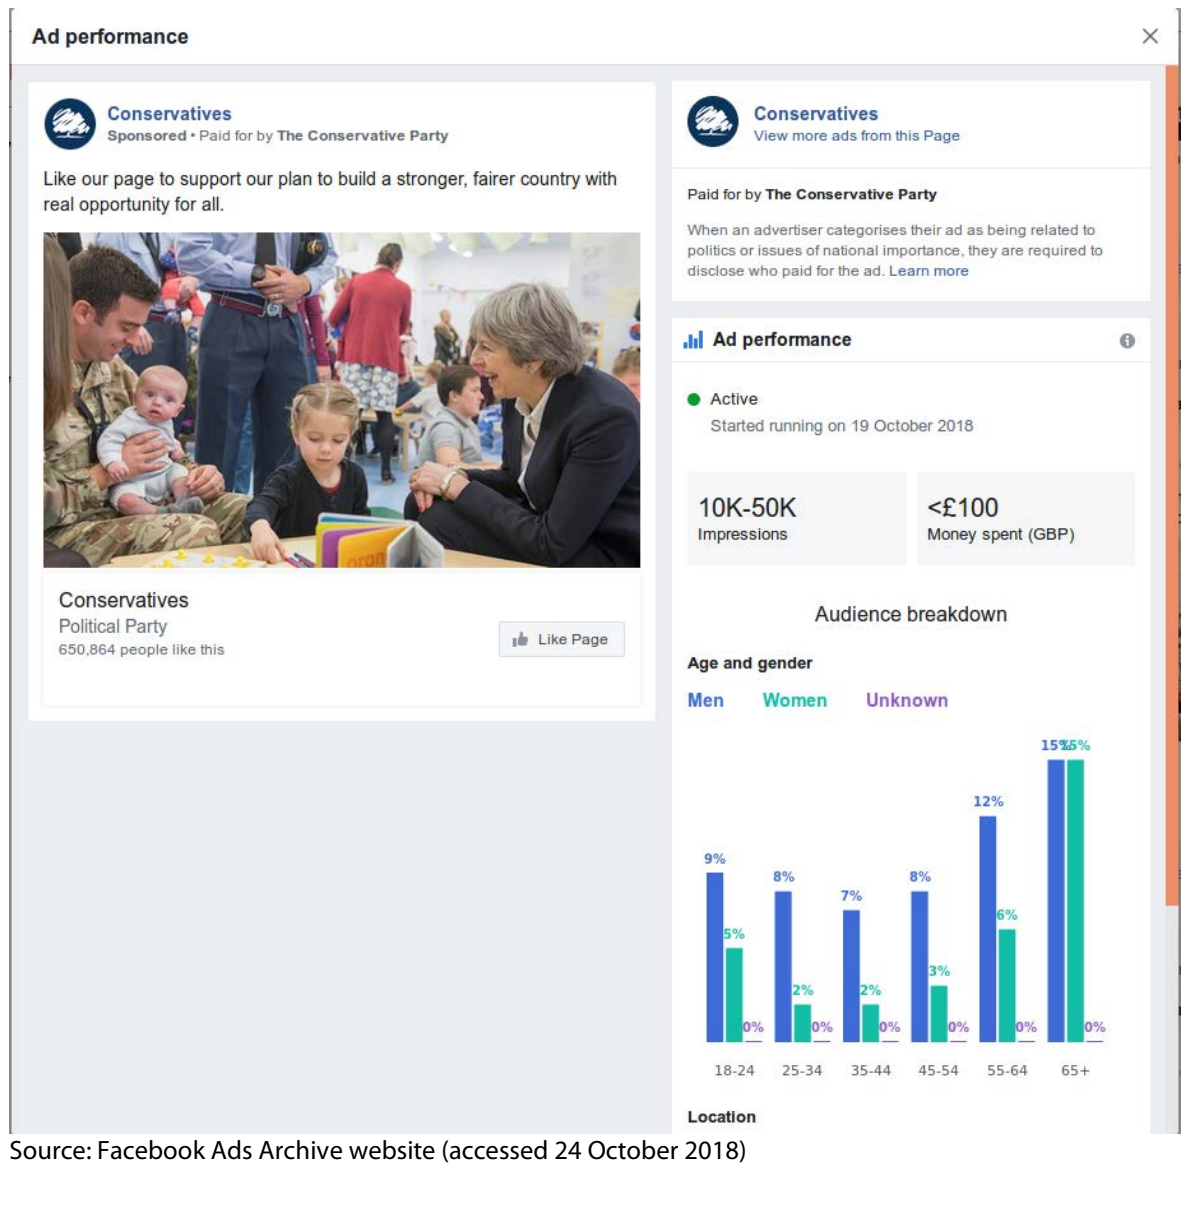 Ad performance
Conservatives
Sponsored • Paid for by The Conservative Party
Like our page to support our plan to build a stronger, fairer country with
real opportunity for all.
Conservatives
Political Party
650,864 people like this
Like Page
Conservatives
View more ads from this Page
Paid for by The Conservative Party
When an advertiser categorises their ad as being related to
politics or issues of national importance, they are required to
disclose who paid for the ad. Learn more
Ad performance
Active
Started running on 19 October 2018
10K-50K
Impressions
<£100
Money spent (GBP)
Audience breakdown
Age and gender
Men Women Unknown
15% 15%
12%
9%
8% 8%
7%
6%
5%
3%
2% 2%
0% 0% 0% 0% 0% 0%
18-24 25-34 35-44 45-54 55-64 65+
Location
Source: Facebook Ads Archive website (accessed 24 October 2018)